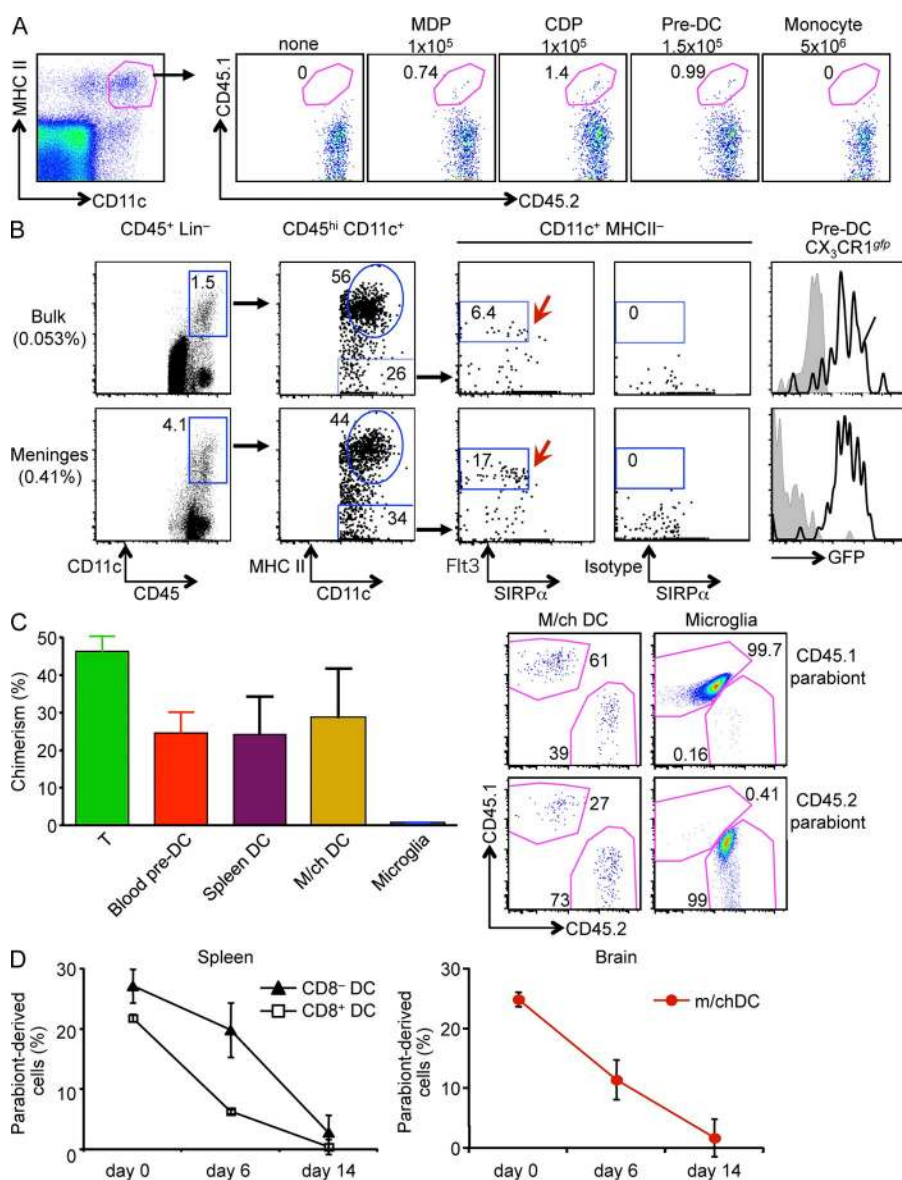 A
MDP CDP Pre-DC Monocyte
none 1x10⁵ 1x10⁵ 1.5x10⁵ 5x10⁶
0 0.74 1.4 0.99 0
MHC II
CD11c
CD45.1
CD45.2
B
CD45⁺ Lin⁻ CD45ʰⁱ CD11c⁺ CD11c⁺ MHCII⁻ Pre-DC
CX₃CR1ᵍᶠᵖ
Bulk
(0.053%)
1.5 56 26 6.4 0
Meninges
(0.41%)
4.1 44 34 17 0
CD11c MHC II Flt3 Isotype GFP
CD45 CD11c SIRPα SIRPα
C
Chimerism (%)
50
40
30
20
10
0
T Blood pre-DC Spleen DC M/ch DC Microglia
M/ch DC Microglia
61 99.7 CD45.1
parabiont
39 0.16
27 0.41 CD45.2
parabiont
73 99
CD45.1
CD45.2
D
Spleen
Parabiont-derived
cells (%)
30
20
10
0
CD8⁻ DC
CD8⁺ DC
day 0 day 6 day 14
Brain
Parabiont-derived
cells (%)
30
20
10
0
m/chDC
day 0 day 6 day 14